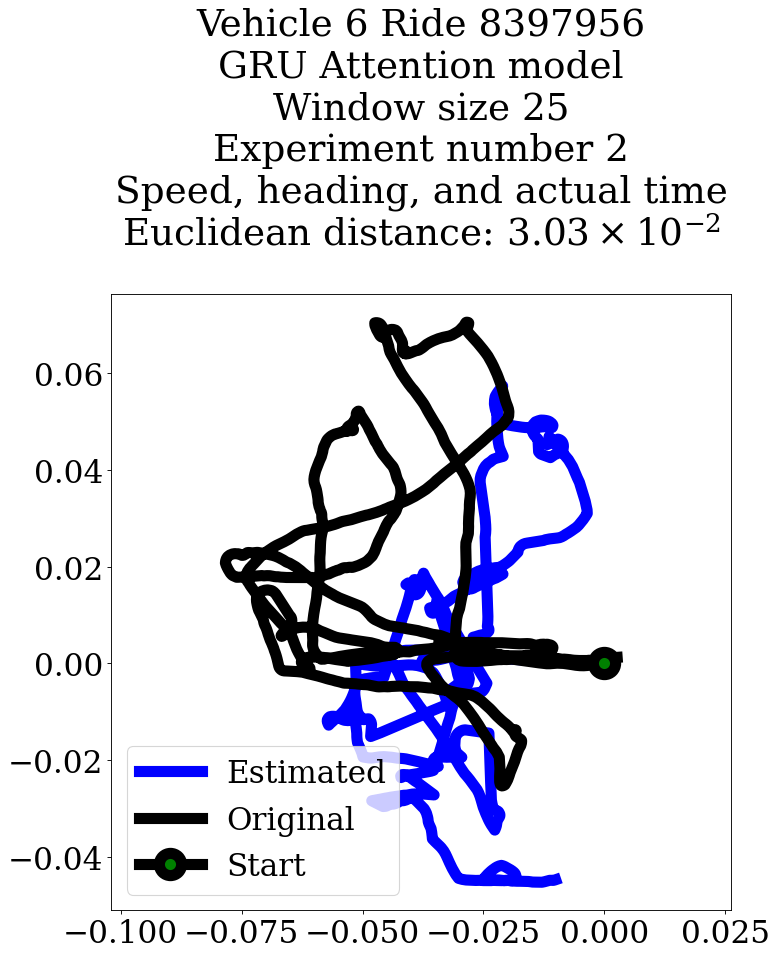 Vehicle 6 Ride 8397956
GRU Attention model
Window size 25
Experiment number 2
Speed, heading, and actual time
Euclidean distance: 3.03 × 10⁻²
0.06
0.04
0.02
0.00
−0.02
−0.04
Estimated
Original
Start
−0.100 −0.075 −0.050 −0.025 0.000 0.025